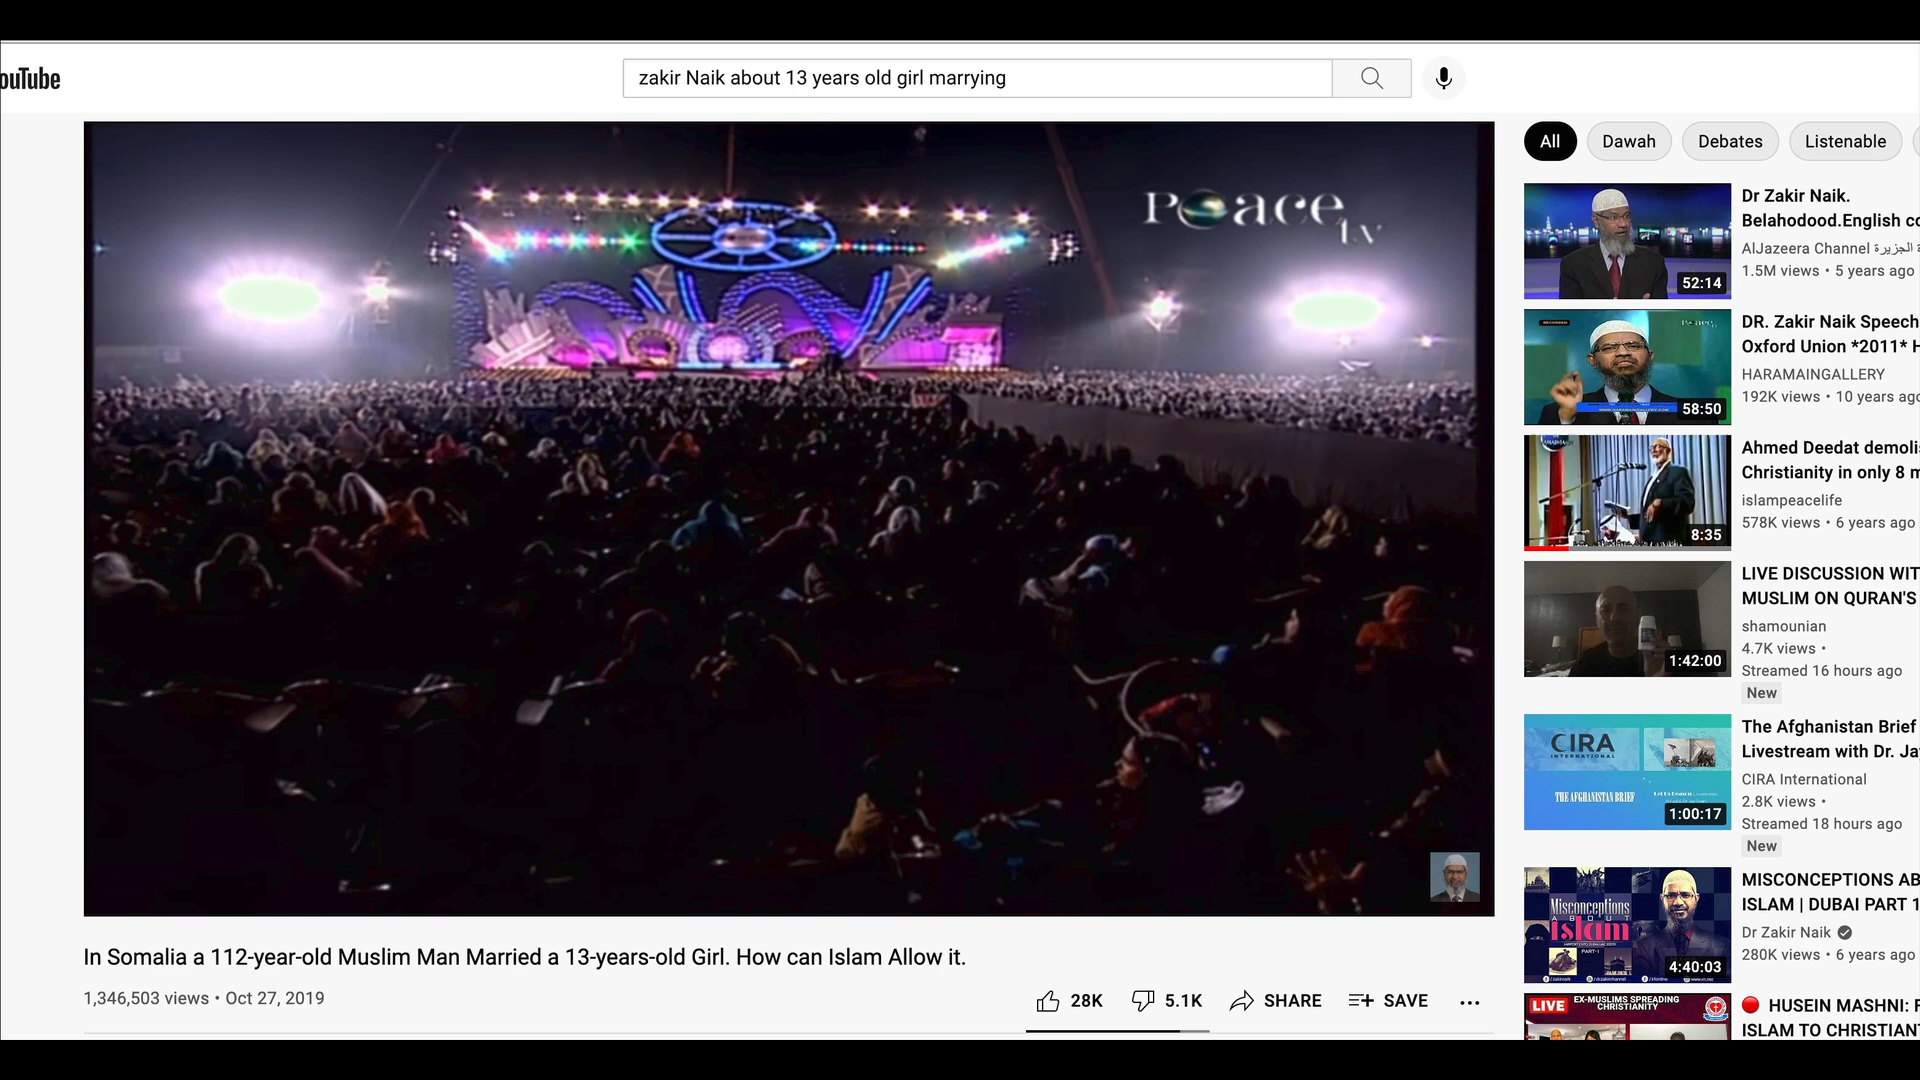 ouTube
zakir Naik about 13 years old girl marrying
Peace
tv
In Somalia a 112-year-old Muslim Man Married a 13-years-old Girl. How can Islam Allow it.
1,346,503 views • Oct 27, 2019
28K
5.1K
SHARE
SAVE
All
Dawah
Debates
Listenable
52:14
Dr Zakir Naik.
Belahodood.English co
AlJazeera Channel الجزيرة ة
1.5M views • 5 years ago
RECORDED
58:50
DR. Zakir Naik Speech
Oxford Union *2011* H
HARAMAINGALLERY
192K views • 10 years ago
8:35
Ahmed Deedat demoli
Christianity in only 8 m
islampeacelife
578K views • 6 years ago
1:42:00
LIVE DISCUSSION WIT
MUSLIM ON QURAN'S
shamounian
4.7K views •
Streamed 16 hours ago
New
CIRA
INTERNATIONAL
THE AFGHANISTAN BRIEF
1:00:17
The Afghanistan Brief
Livestream with Dr. Ja
CIRA International
2.8K views •
Streamed 18 hours ago
New
Misconceptions
ABOUT
Islam
PART-1
4:40:03
MISCONCEPTIONS AB
ISLAM | DUBAI PART 1
Dr Zakir Naik
280K views • 6 years ago
LIVE
EX-MUSLIMS SPREADING
CHRISTIANITY
HUSEIN MASHNI: F
ISLAM TO CHRISTIAN